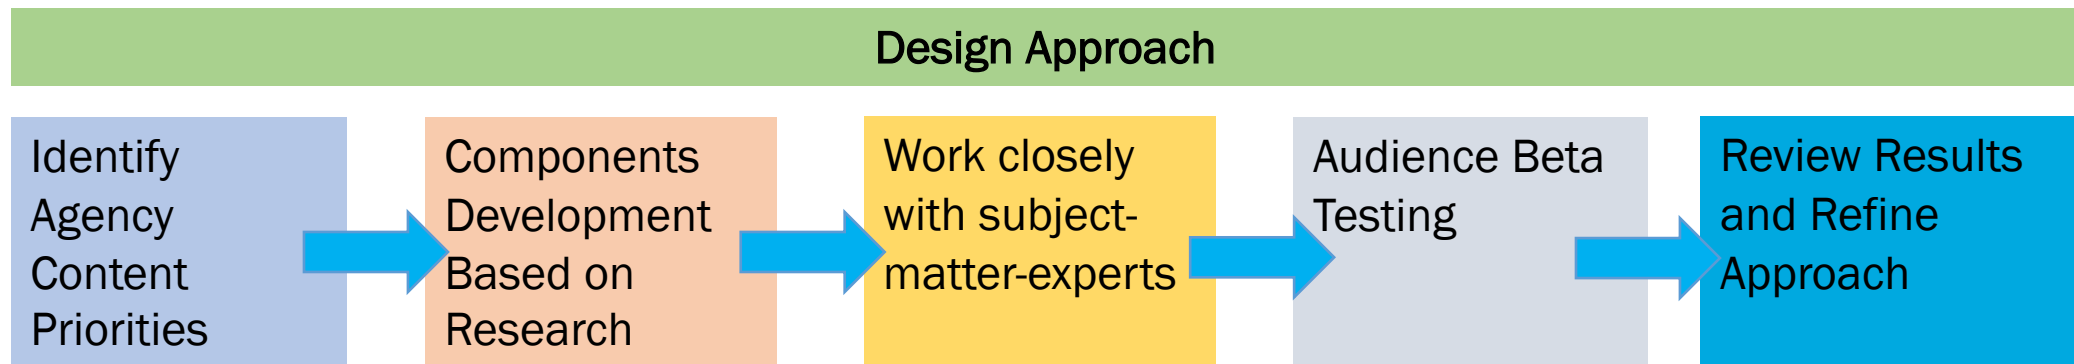 Design Approach
Identify
Agency
Content
Priorities
Components
Development
Based on
Research
Work closely
with subject-
matter-experts
Audience Beta
Testing
Review Results
and Refine
Approach